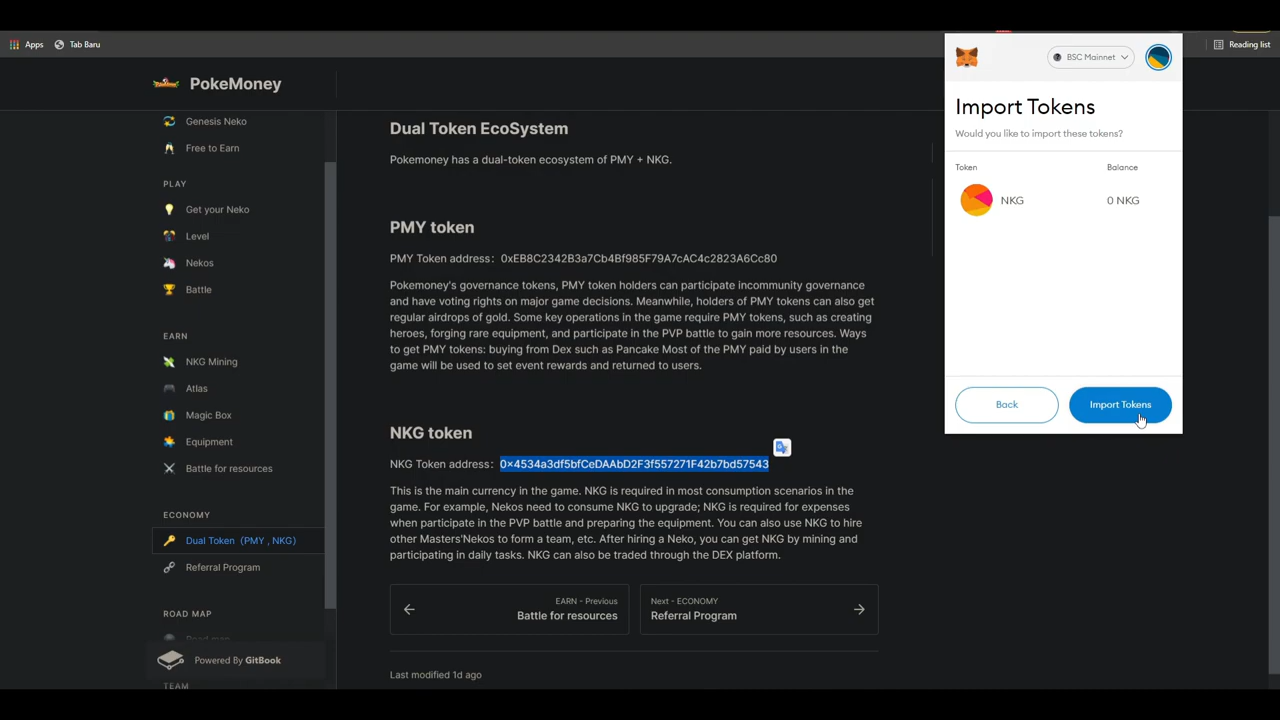 Apps
Tab Baru
Reading list
PokeMoney
Genesis Neko
Free to Earn
PLAY
Get your Neko
Level
Nekos
Battle
EARN
NKG Mining
Atlas
Magic Box
Equipment
Battle for resources
ECONOMY
Dual Token（PMY , NKG）
Referral Program
ROAD MAP
Road map
Powered By GitBook
TEAM
Dual Token EcoSystem
Pokemoney has a dual-token ecosystem of PMY + NKG.
PMY token
PMY Token address：0xEB8C2342B3a7Cb4Bf985F79A7cAC4c2823A6Cc80
Pokemoney's governance tokens, PMY token holders can participate incommunity governance
and have voting rights on major game decisions. Meanwhile, holders of PMY tokens can also get
regular airdrops of gold. Some key operations in the game require PMY tokens, such as creating
heroes, forging rare equipment, and participate in the PVP battle to gain more resources. Ways
to get PMY tokens: buying from Dex such as Pancake Most of the PMY paid by users in the
game will be used to set event rewards and returned to users.
NKG token
NKG Token address：0x4534a3df5bfCeDAAbD2F3f557271F42b7bd57543
This is the main currency in the game. NKG is required in most consumption scenarios in the
game. For example, Nekos need to consume NKG to upgrade; NKG is required for expenses
when participate in the PVP battle and preparing the equipment. You can also use NKG to hire
other Masters'Nekos to form a team, etc. After hiring a Neko, you can get NKG by mining and
participating in daily tasks. NKG can also be traded through the DEX platform.
EARN - Previous
Battle for resources
Next - ECONOMY
Referral Program
Last modified 1d ago
BSC Mainnet
Import Tokens
Would you like to import these tokens?
Token Balance
NKG 0 NKG
Back
Import Tokens